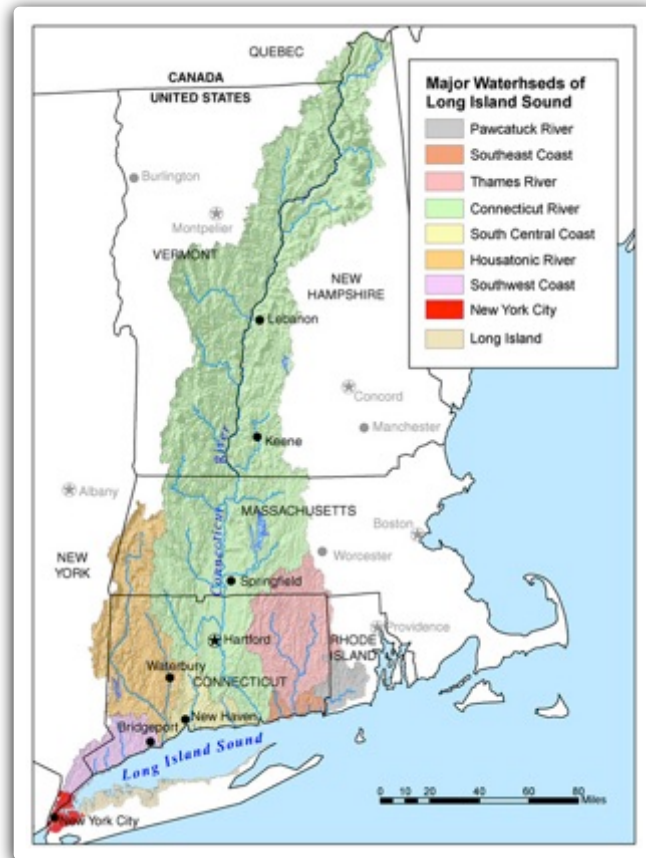 QUEBEC
CANADA
UNITED STATES
Major Waterhseds of
Long Island Sound
Pawcatuck River
Southeast Coast
Thames River
Connecticut River
South Central Coast
Housatonic River
Southwest Coast
New York City
Long Island
Burlington
Montpelier
VERMONT
NEW
HAMPSHIRE
Lebanon
Concord
Manchester
Keene
Connecticut River
Albany
MASSACHUSETTS
Boston
NEW
YORK
Worcester
Springfield
Hartford
Providence
RHODE
ISLAND
Waterbury
CONNECTICUT
New Haven
Bridgeport
Long Island Sound
New York City
0 10 20 40 60 80
Miles